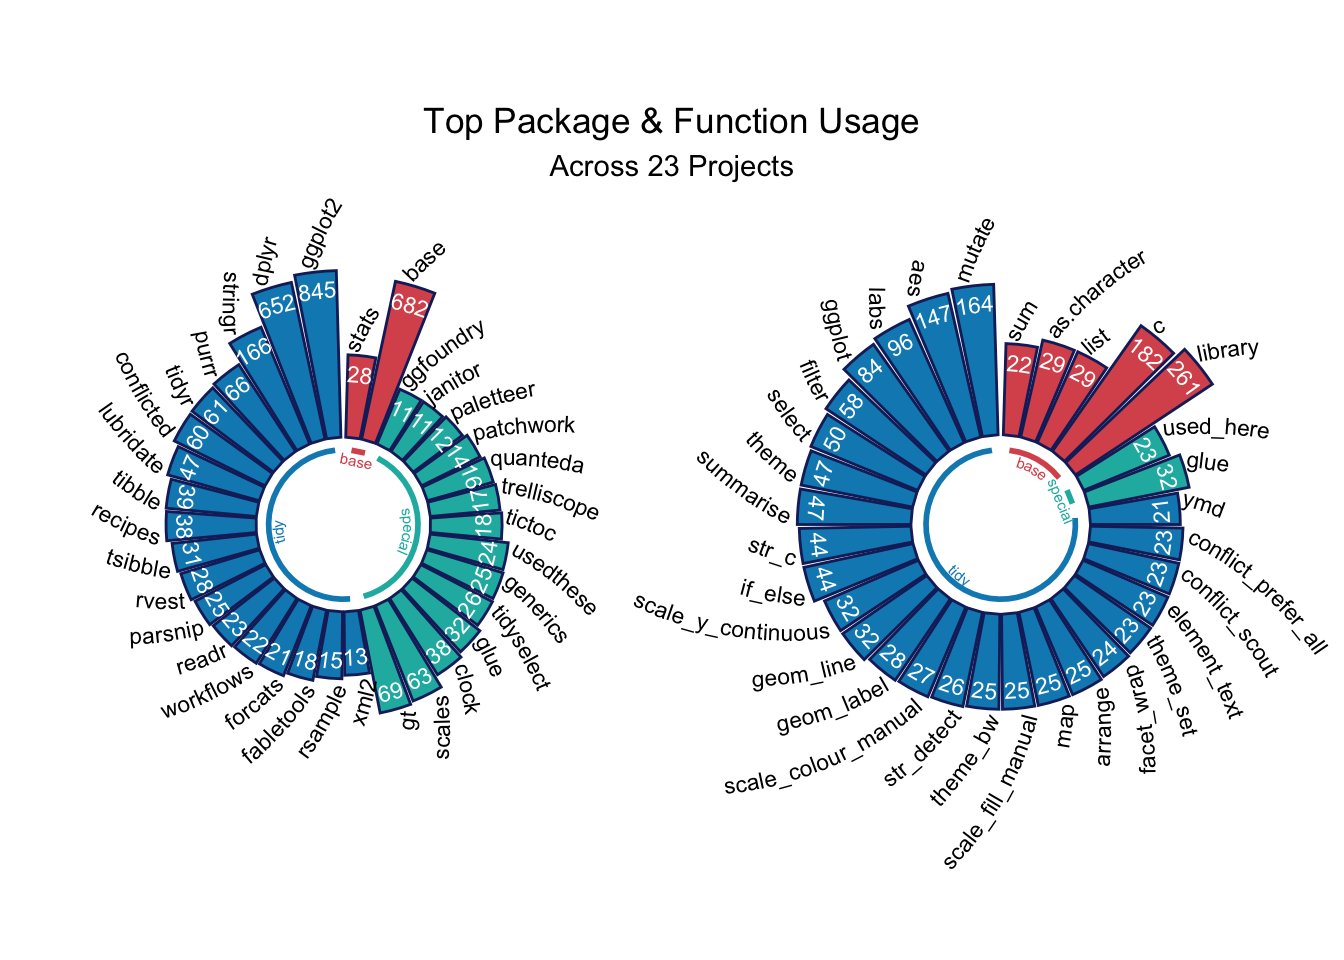 Top Package & Function Usage
Across 23 Projects
stats
28
base
682
ggfoundry
11
janitor
11
paletteer
12
patchwork
14
quanteda
16
trelliscope
17
tictoc
18
usedthese
24
generics
25
tidyselect
26
glue
32
clock
38
scales
63
gt
69
xml2
13
rsample
15
fabletools
18
forcats
21
workflows
22
readr
23
parsnip
25
rvest
28
tsibble
31
recipes
38
tibble
39
lubridate
47
conflicted
60
tidyr
61
purrr
66
stringr
166
dplyr
652
ggplot2
845
base
special
tidy
sum
22
as.character
29
list
29
c
182
library
261
used_here
23
glue
32
ymd
21
conflict_prefer_all
23
conflict_scout
23
element_text
23
theme_set
23
facet_wrap
24
arrange
25
map
25
scale_fill_manual
25
theme_bw
25
str_detect
26
scale_colour_manual
27
geom_label
28
geom_line
32
scale_y_continuous
32
if_else
44
str_c
44
summarise
47
theme
47
select
50
filter
58
ggplot
84
labs
96
aes
147
mutate
164
base
special
tidy